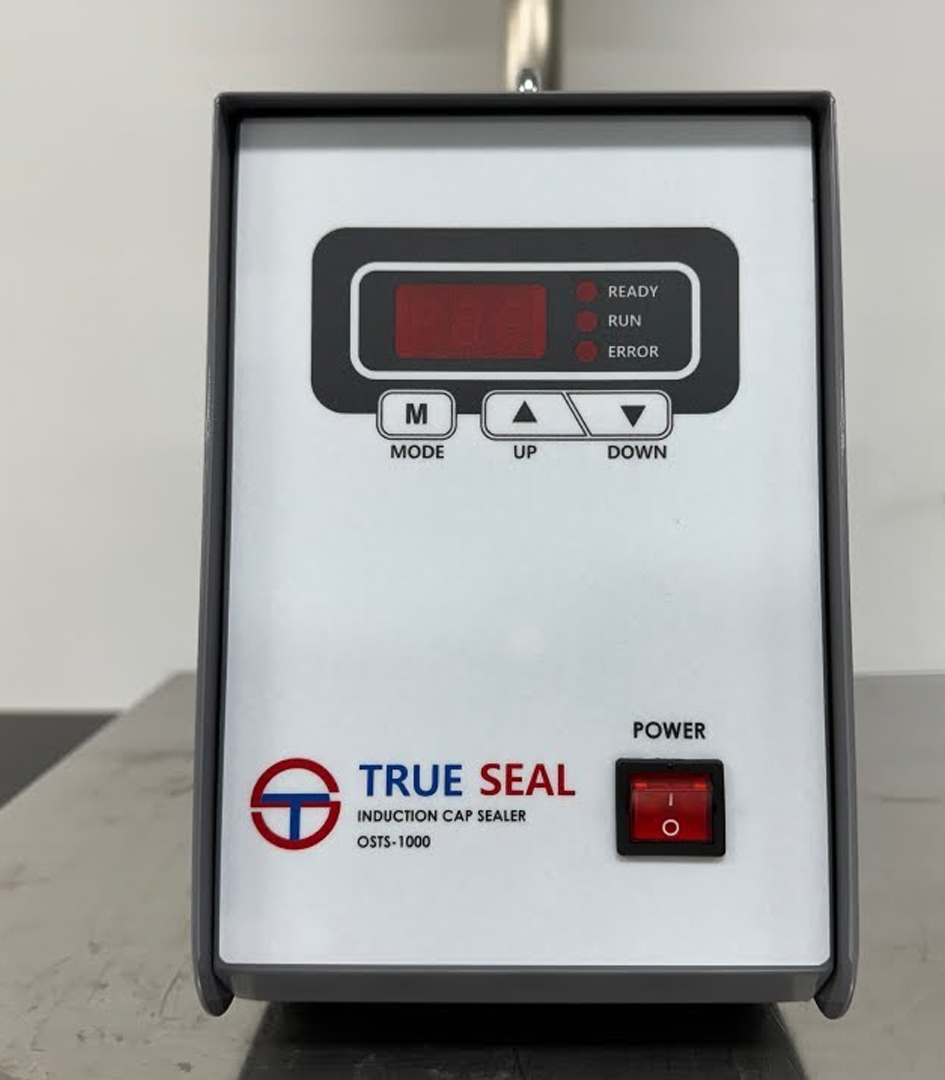 READY
RUN
ERROR
M
MODE
UP
DOWN
POWER
TRUE SEAL
INDUCTION CAP SEALER
OSTS-1000
I
O